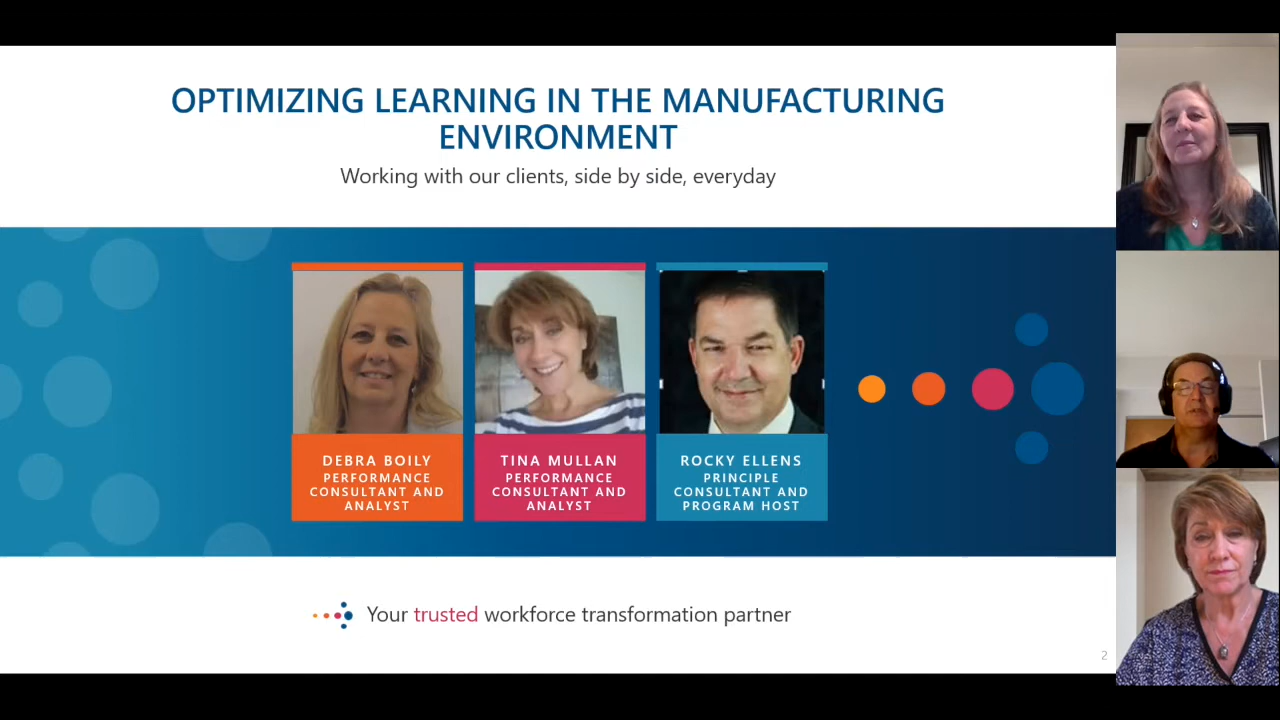 OPTIMIZING LEARNING IN THE MANUFACTURING
ENVIRONMENT
Working with our clients, side by side, everyday
DEBRA BOILY
PERFORMANCE
CONSULTANT AND
ANALYST
TINA MULLAN
PERFORMANCE
CONSULTANT AND
ANALYST
ROCKY ELLENS
PRINCIPLE
CONSULTANT AND
PROGRAM HOST
Your trusted workforce transformation partner
2